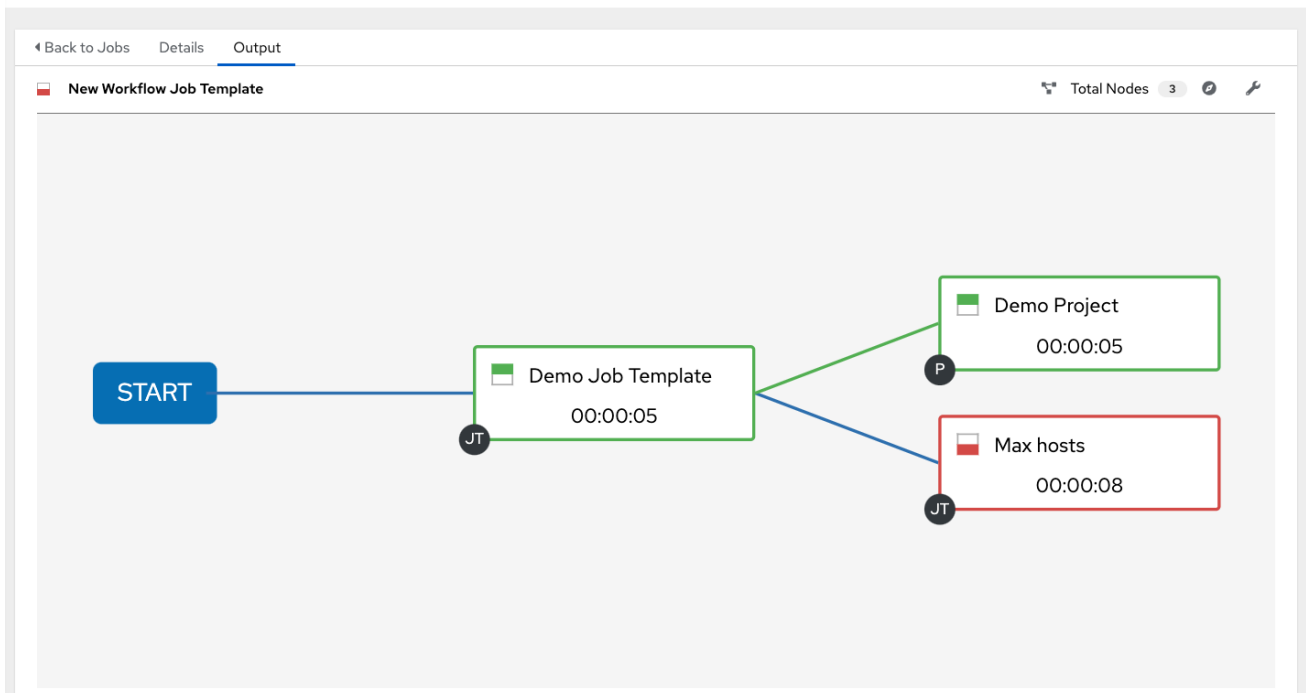 Back to Jobs Details Output
New Workflow Job Template Total Nodes 3
START
Demo Job Template
00:00:05
JT
Demo Project
00:00:05
P
Max hosts
00:00:08
JT